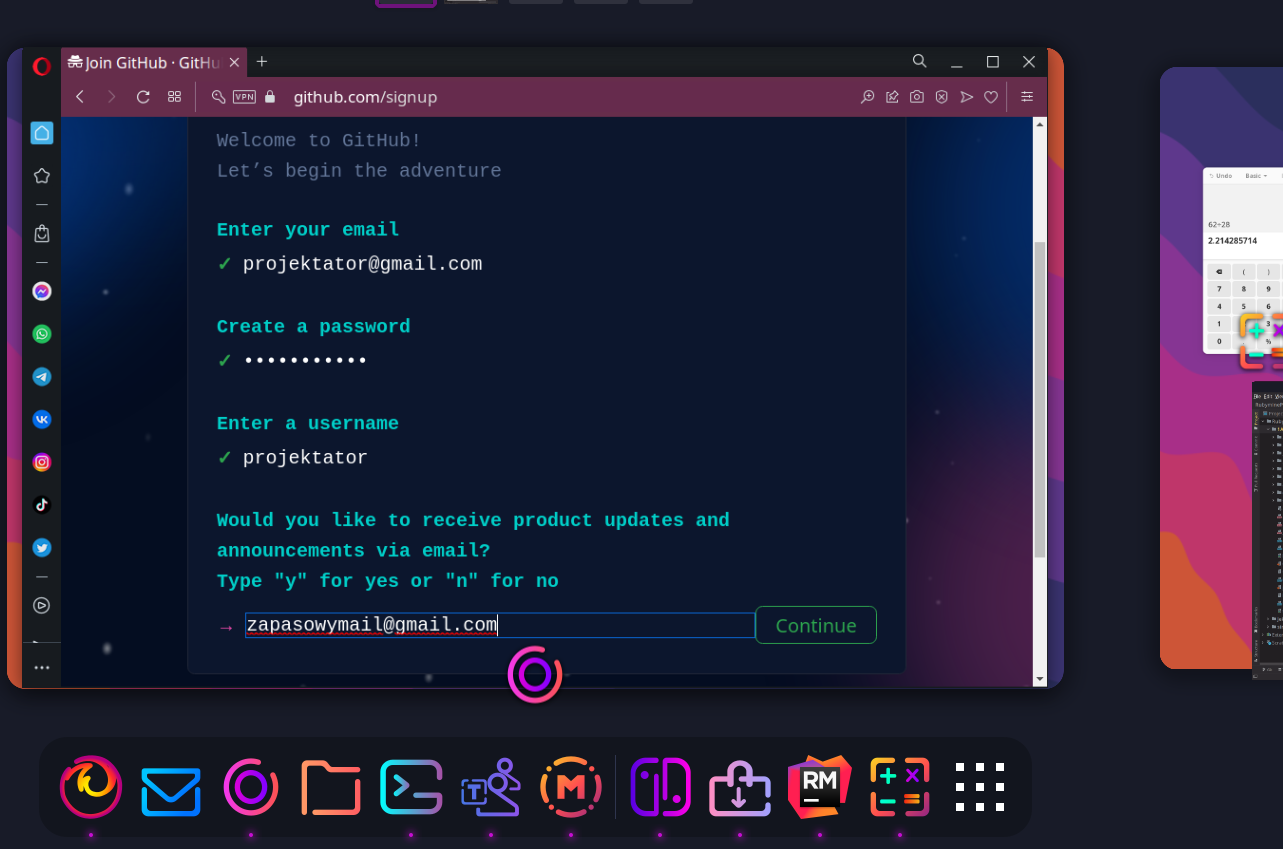 Join GitHub · GitHu
VPN
github.com/signup
Welcome to GitHub!
Let’s begin the adventure
Enter your email
✓ projektator@gmail.com
Create a password
✓ •••••••••••
Enter a username
✓ projektator
Would you like to receive product updates and
announcements via email?
Type "y" for yes or "n" for no
→ zapasowymail@gmail.com
Continue
Undo Basic
62÷28
2.214285714
( )
7 8 9
4 5 6
1 3
0 %
File Edit
T
M
RM